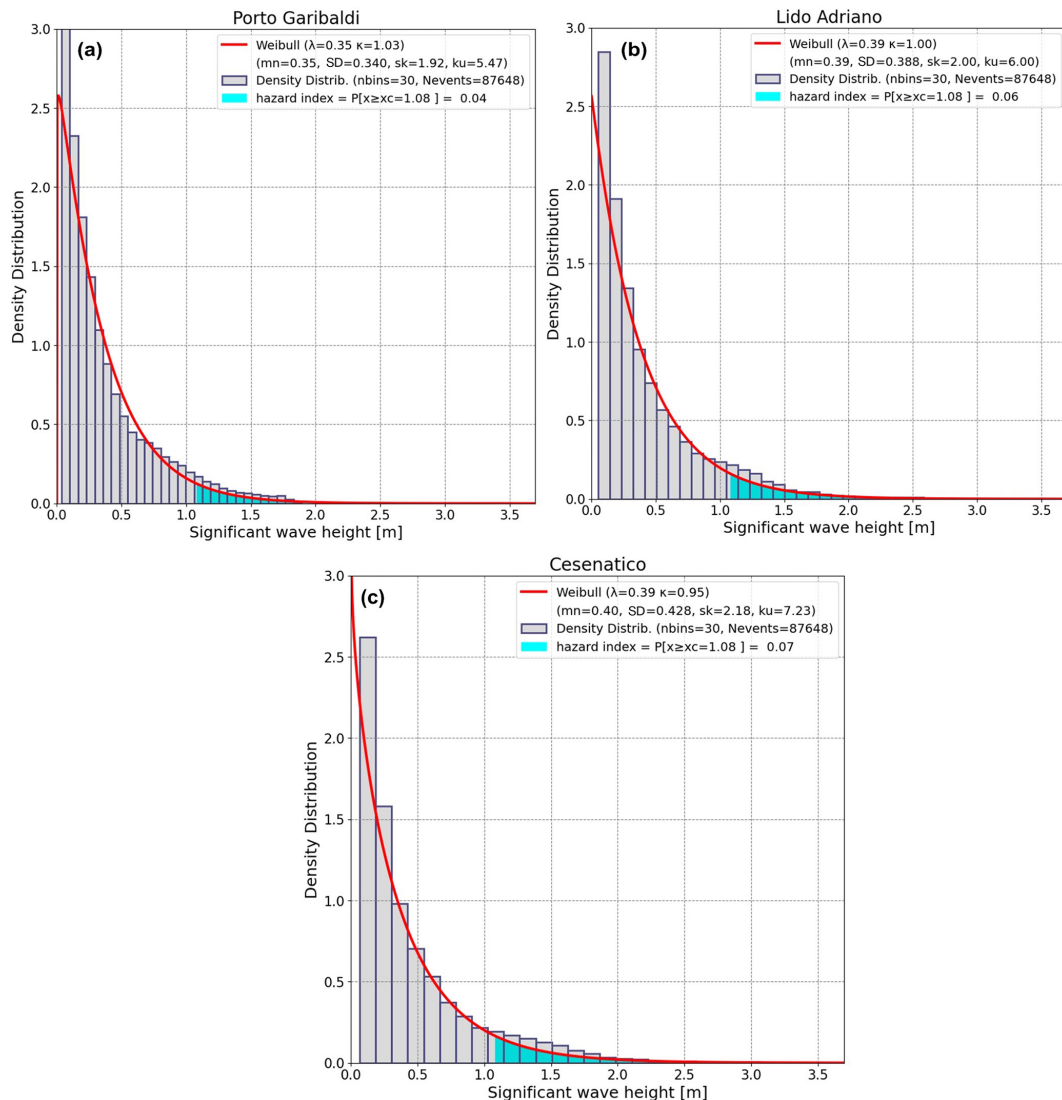 Porto Garibaldi
(a)
Weibull (λ=0.35 κ=1.03)
(mn=0.35, SD=0.340, sk=1.92, ku=5.47)
Density Distrib. (nbins=30, Nevents=87648)
hazard index = P[x≥xc=1.08 ] =  0.04
Density Distribution
3.0
2.5
2.0
1.5
1.0
0.5
0.0
0.0 0.5 1.0 1.5 2.0 2.5 3.0 3.5
Significant wave height [m]
Lido Adriano
(b)
Weibull (λ=0.39 κ=1.00)
(mn=0.39, SD=0.388, sk=2.00, ku=6.00)
Density Distrib. (nbins=30, Nevents=87648)
hazard index = P[x≥xc=1.08 ] =  0.06
Density Distribution
3.0
2.5
2.0
1.5
1.0
0.5
0.0
0.0 0.5 1.0 1.5 2.0 2.5 3.0 3.5
Significant wave height [m]
Cesenatico
(c)
Weibull (λ=0.39 κ=0.95)
(mn=0.40, SD=0.428, sk=2.18, ku=7.23)
Density Distrib. (nbins=30, Nevents=87648)
hazard index = P[x≥xc=1.08 ] =  0.07
Density Distribution
3.0
2.5
2.0
1.5
1.0
0.5
0.0
0.0 0.5 1.0 1.5 2.0 2.5 3.0 3.5
Significant wave height [m]